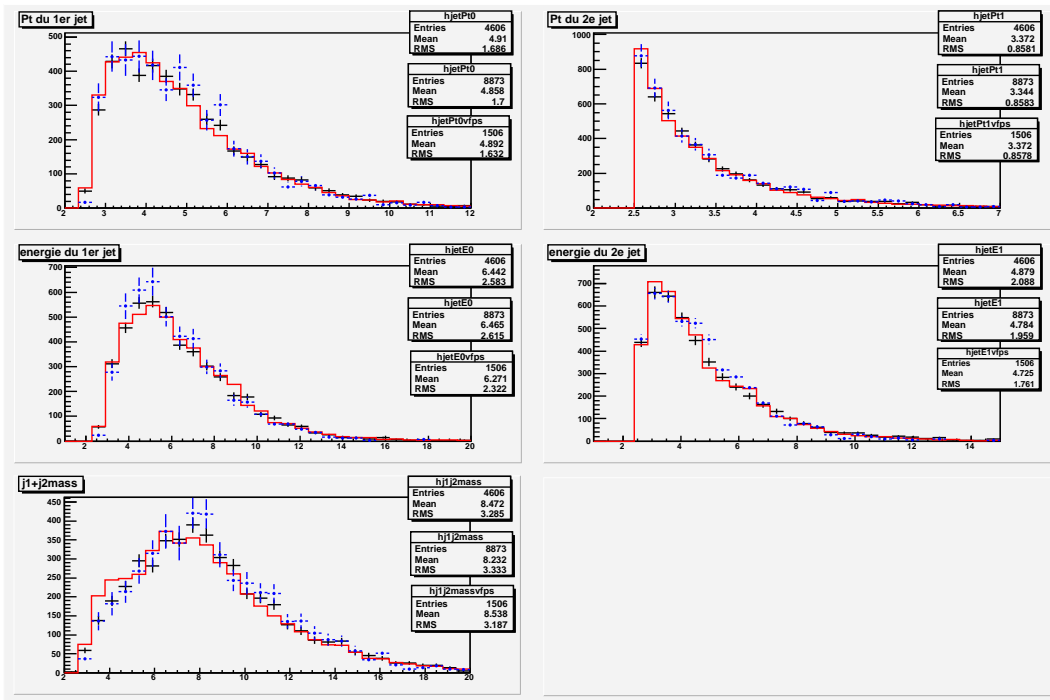 Pt du 1er jet
hjetPt0
Entries 4606
Mean 4.91
RMS 1.686
hjetPt0
Entries 8873
Mean 4.858
RMS 1.7
hjetPt0vfps
Entries 1506
Mean 4.892
RMS 1.632
500
400
300
200
100
0
2 3 4 5 6 7 8 9 10 11 12
Pt du 2e jet
hjetPt1
Entries 4606
Mean 3.372
RMS 0.8581
hjetPt1
Entries 8873
Mean 3.344
RMS 0.8583
hjetPt1vfps
Entries 1506
Mean 3.372
RMS 0.8578
1000
800
600
400
200
0
2 2.5 3 3.5 4 4.5 5 5.5 6 6.5 7
energie du 1er jet
hjetE0
Entries 4606
Mean 6.442
RMS 2.583
hjetE0
Entries 8873
Mean 6.465
RMS 2.615
hjetE0vfps
Entries 1506
Mean 6.271
RMS 2.322
700
600
500
400
300
200
100
0
2 4 6 8 10 12 14 16 18 20
energie du 2e jet
hjetE1
Entries 4606
Mean 4.879
RMS 2.088
hjetE1
Entries 8873
Mean 4.784
RMS 1.959
hjetE1vfps
Entries 1506
Mean 4.725
RMS 1.761
700
600
500
400
300
200
100
0
2 4 6 8 10 12 14
j1+j2mass
hj1j2mass
Entries 4606
Mean 8.472
RMS 3.285
hj1j2mass
Entries 8873
Mean 8.232
RMS 3.333
hj1j2massvfps
Entries 1506
Mean 8.538
RMS 3.187
450
400
350
300
250
200
150
100
50
0
2 4 6 8 10 12 14 16 18 20